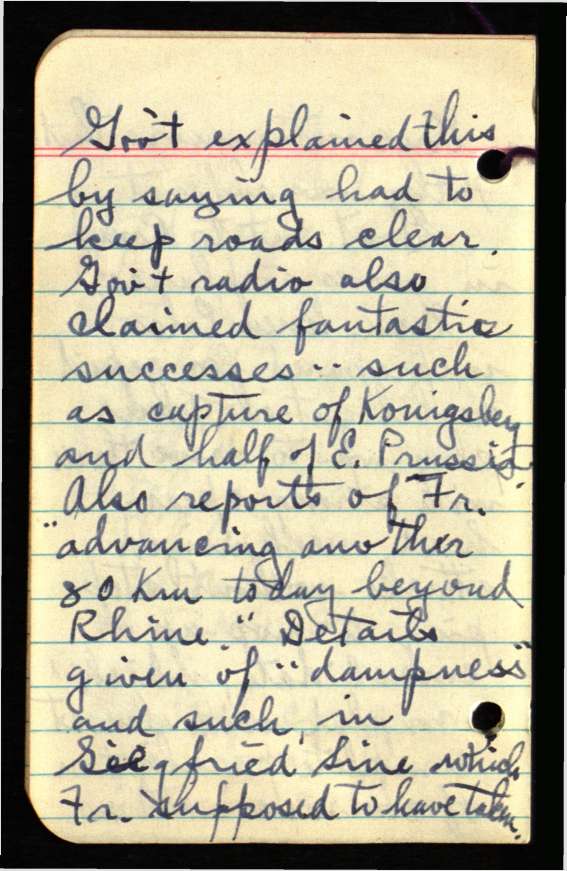 Gov't explained this
by saying had to
keep roads clear.
Gov't radio also
claimed fantastic
successes .. such
as capture of Konigsberg
and half of E. Prussia.
Also reports of Fr.
"advancing another
80 Km today beyond
Rhine." Details
given of "dampness"
and such, in
Siegfried Line which
Fr. supposed to have taken.